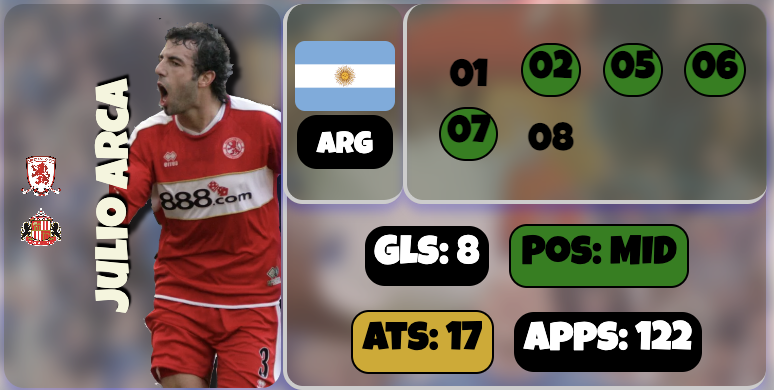 JULIO ARCA
888.com
3
ARG
01 02 05 06
07 08
GLS: 8 POS: MID
ATS: 17 APPS: 122